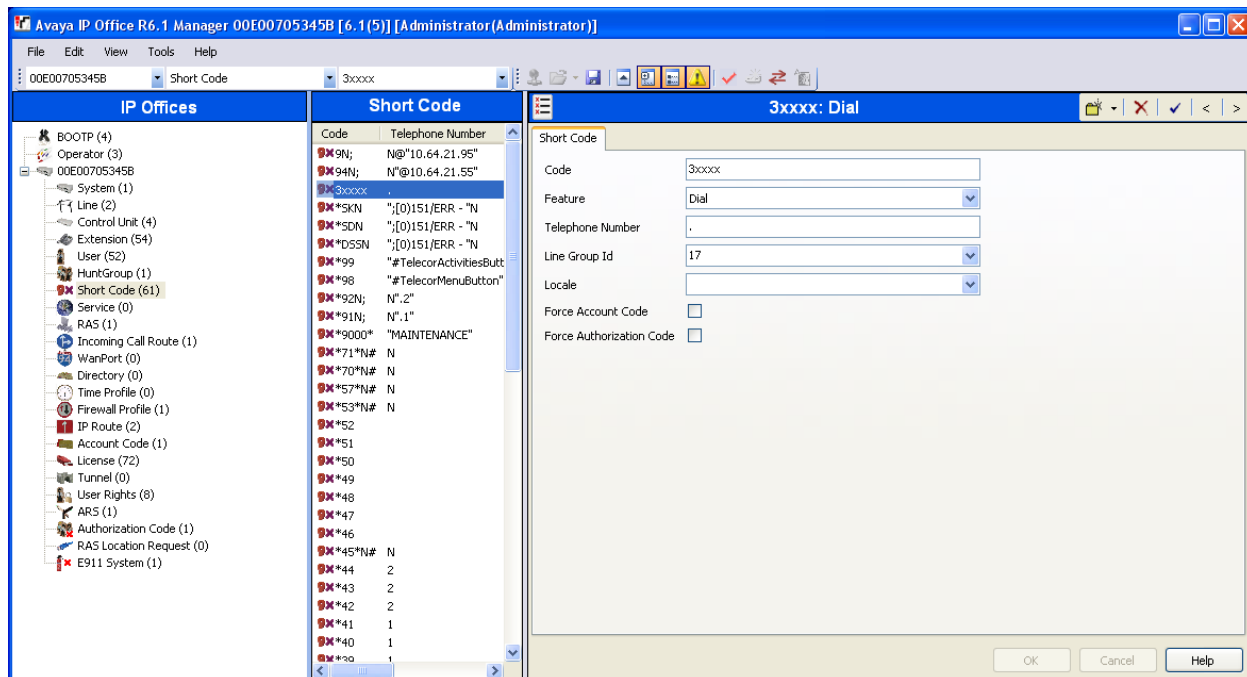 Avaya IP Office R6.1 Manager 00E00705345B [6.1(5)] [Administrator(Administrator)]
File Edit View Tools Help
00E00705345B Short Code 3xxxx
IP Offices
BOOTP (4)
Operator (3)
00E00705345B
System (1)
Line (2)
Control Unit (4)
Extension (54)
User (52)
HuntGroup (1)
Short Code (61)
Service (0)
RAS (1)
Incoming Call Route (1)
WanPort (0)
Directory (0)
Time Profile (0)
Firewall Profile (1)
IP Route (2)
Account Code (1)
License (72)
Tunnel (0)
User Rights (8)
ARS (1)
Authorization Code (1)
RAS Location Request (0)
E911 System (1)
Short Code
Code Telephone Number
9N; N@"10.64.21.95"
94N; N"@10.64.21.55"
3xxxx .
*SKN ";[0)151/ERR - "N
*SDN ";[0)151/ERR - "N
*DSSN ";[0)151/ERR - "N
*99 "#TelecorActivitiesButt
*98 "#TelecorMenuButton"
*92N; N".2"
*91N; N".1"
*9000* "MAINTENANCE"
*71*N# N
*70*N# N
*57*N# N
*53*N# N
*52
*51
*50
*49
*48
*47
*46
*45*N# N
*44 2
*43 2
*42 2
*41 1
*40 1
*39 1
3xxxx: Dial
Short Code
Code 3xxxx
Feature Dial
Telephone Number .
Line Group Id 17
Locale
Force Account Code
Force Authorization Code
OK Cancel Help